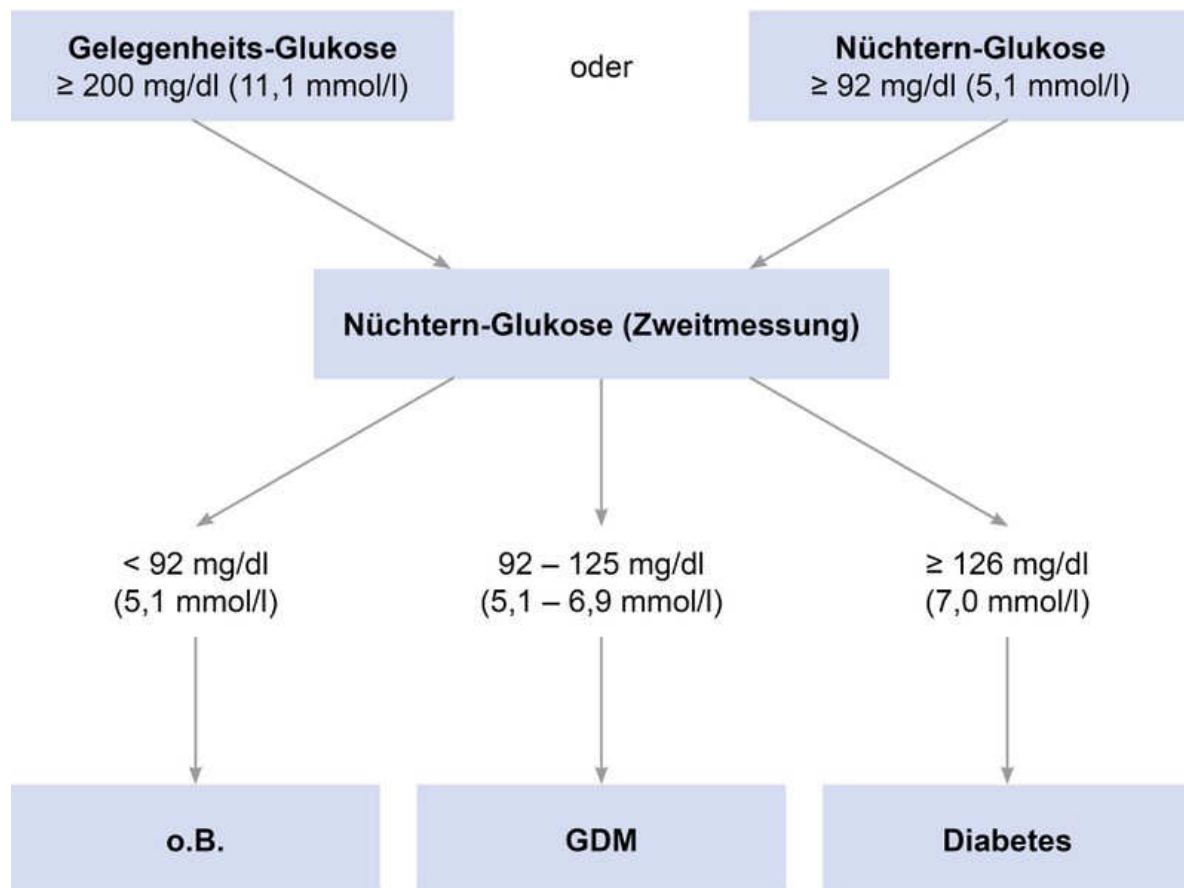 Gelegenheits-Glukose
≥ 200 mg/dl (11,1 mmol/l)
oder
Nüchtern-Glukose
≥ 92 mg/dl (5,1 mmol/l)
Nüchtern-Glukose (Zweitmessung)
< 92 mg/dl
(5,1 mmol/l)
92 – 125 mg/dl
(5,1 – 6,9 mmol/l)
≥ 126 mg/dl
(7,0 mmol/l)
o.B.
GDM
Diabetes